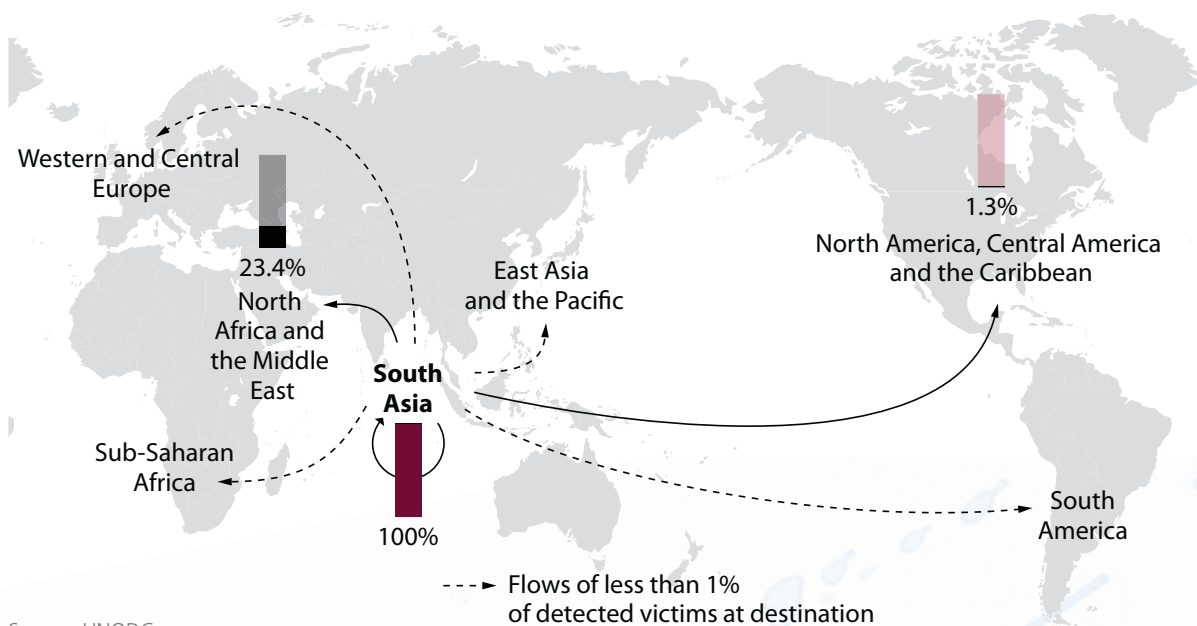 Western and Central
Europe
23.4%
North
Africa and
the Middle
East
East Asia
and the Pacific
1.3%
North America, Central America
and the Caribbean
South
Asia
100%
Sub-Saharan
Africa
South
America
Flows of less than 1%
of detected victims at destination